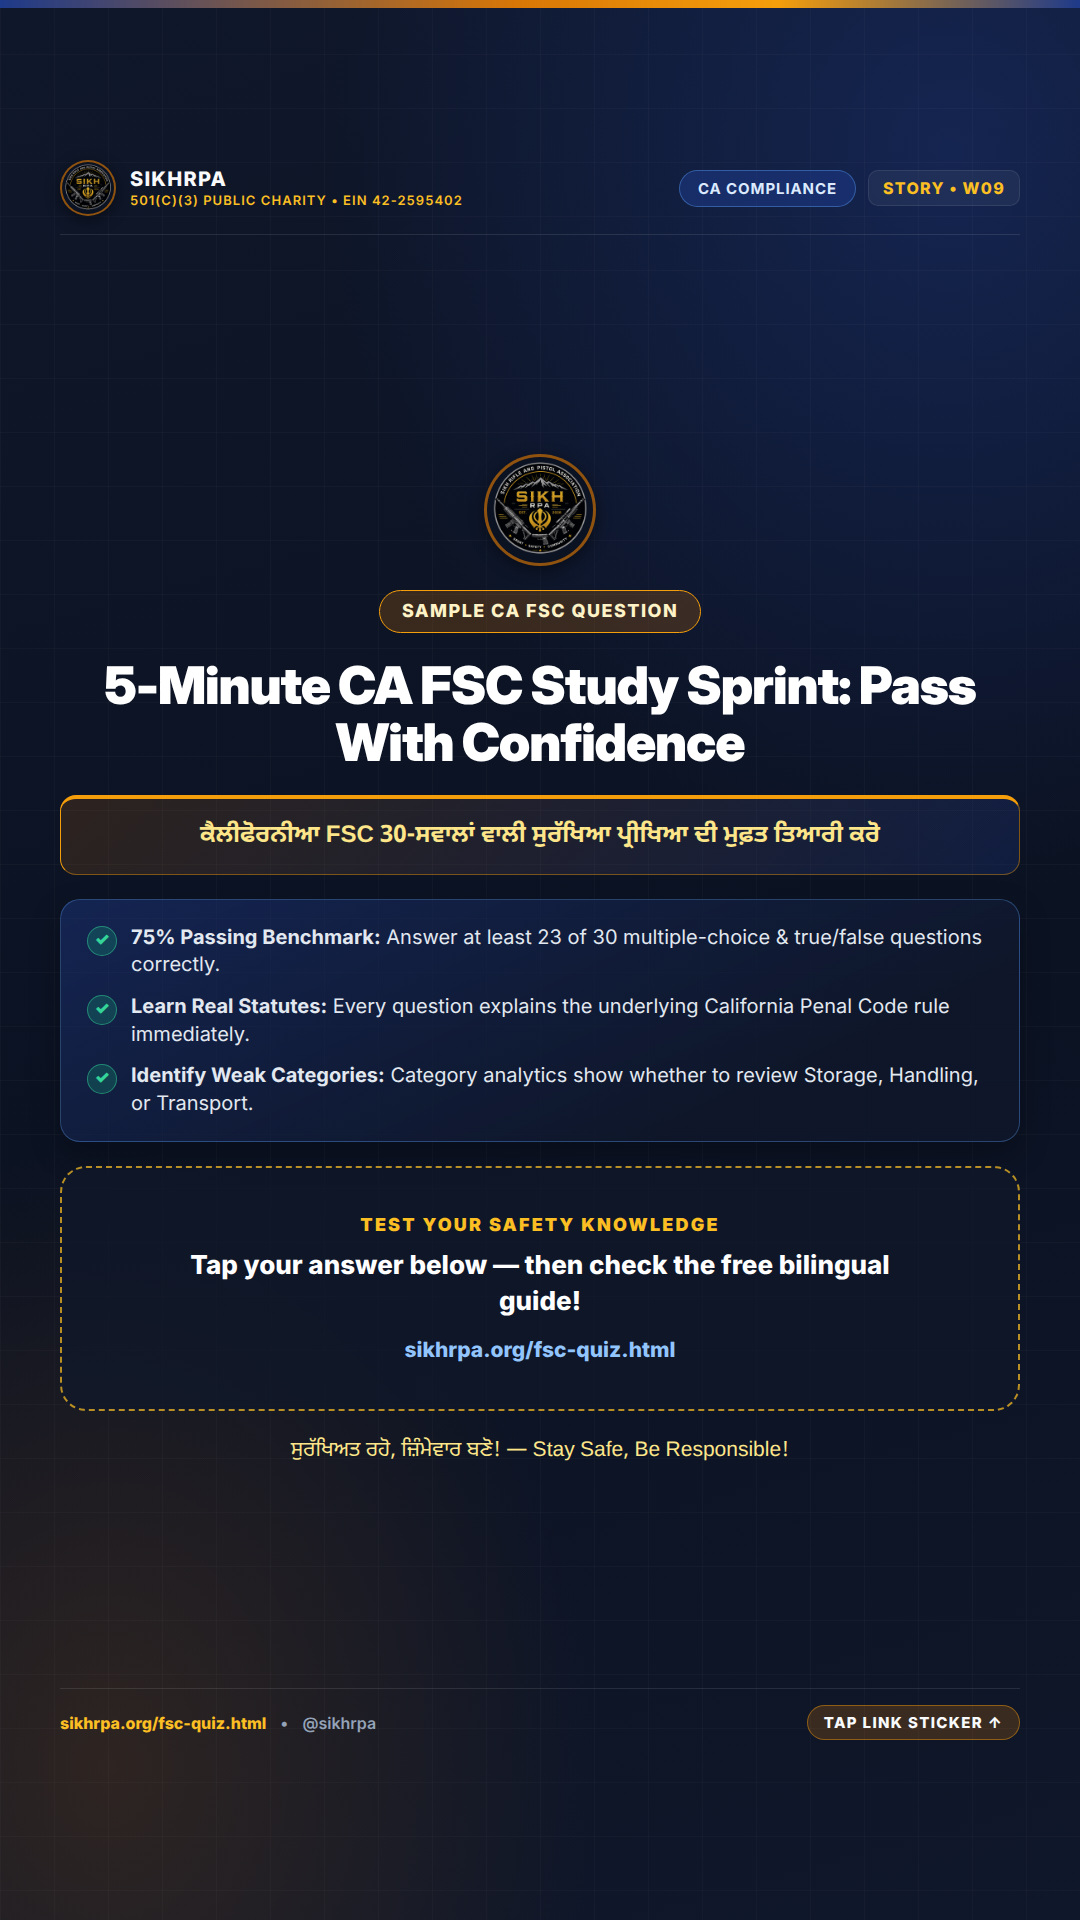 SIKHRPA
501(C)(3) PUBLIC CHARITY • EIN 42-2595402
CA COMPLIANCE
STORY • W09
SIKH RIFLE AND PISTOL ASSOCIATION
SIKH
RPA
SAMPLE CA FSC QUESTION
5-Minute CA FSC Study Sprint: Pass
With Confidence
ਕੈਲੀਫੋਰਨੀਆ FSC 30-ਸਵਾਲਾਂ ਵਾਲੀ ਸੁਰੱਖਿਆ ਪ੍ਰੀਖਿਆ ਦੀ ਮੁਫ਼ਤ ਤਿਆਰੀ ਕਰੋ
75% Passing Benchmark: Answer at least 23 of 30 multiple-choice & true/false questions
correctly.
Learn Real Statutes: Every question explains the underlying California Penal Code rule
immediately.
Identify Weak Categories: Category analytics show whether to review Storage, Handling,
or Transport.
TEST YOUR SAFETY KNOWLEDGE
Tap your answer below — then check the free bilingual
guide!
sikhrpa.org/fsc-quiz.html
ਸੁਰੱਖਿਅਤ ਰਹੋ, ਜ਼ਿੰਮੇਵਾਰ ਬਣੋ! — Stay Safe, Be Responsible!
sikhrpa.org/fsc-quiz.html • @sikhrpa
TAP LINK STICKER ↑